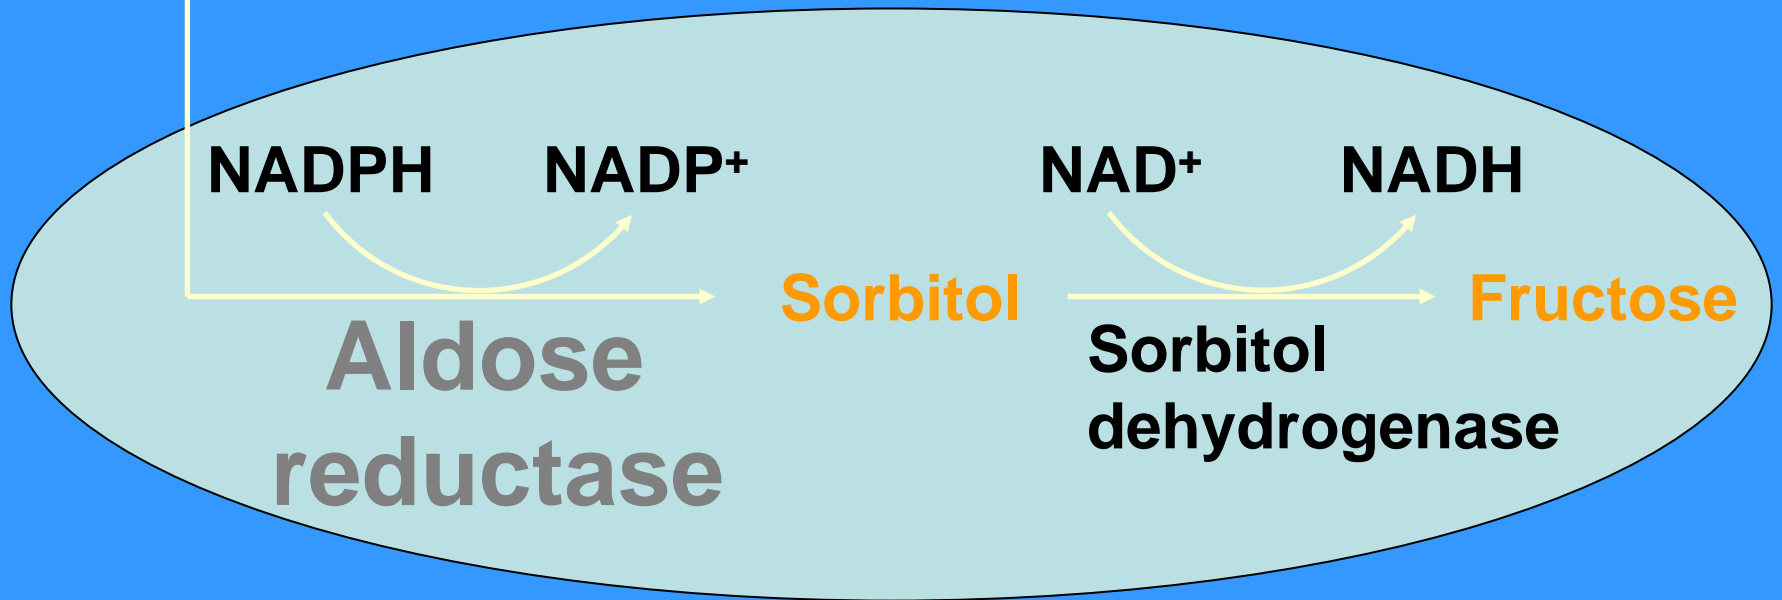 NADPH NADP⁺ NAD⁺ NADH
Sorbitol Fructose
Aldose
reductase
Sorbitol
dehydrogenase